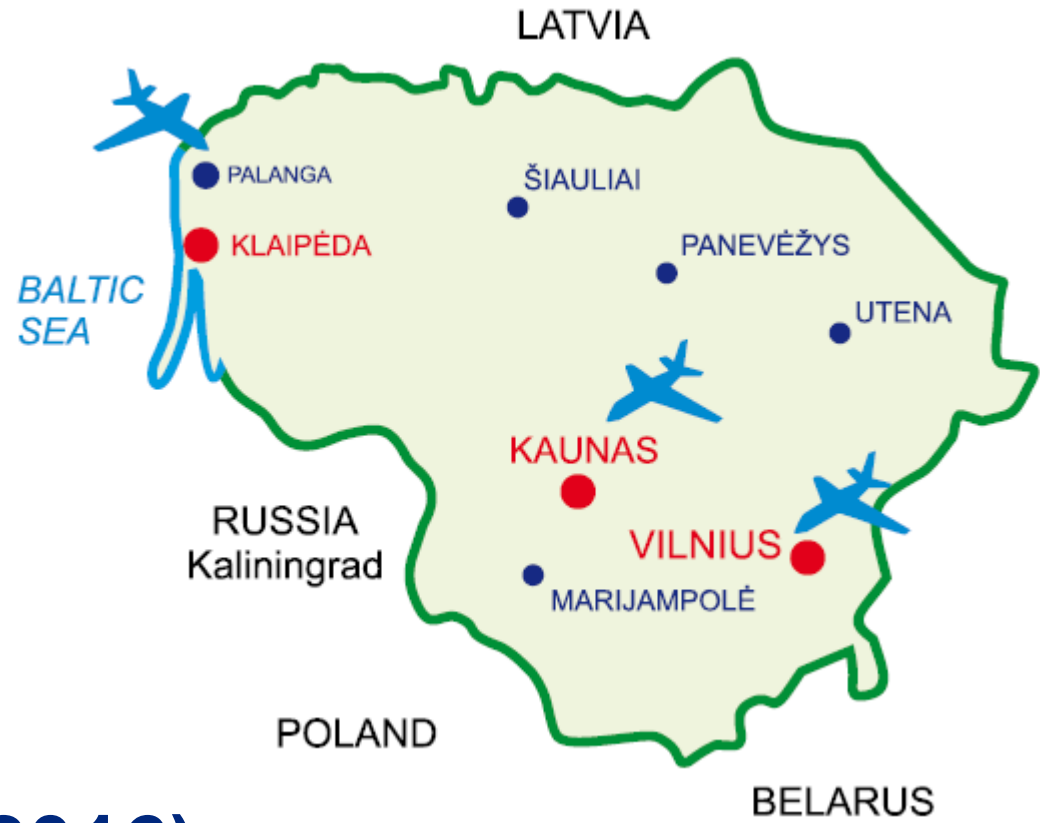 LATVIA
PALANGA
ŠIAULIAI
KLAIPĖDA
PANEVĖŽYS
BALTIC
SEA
UTENA
KAUNAS
RUSSIA
Kaliningrad
VILNIUS
MARIJAMPOLĖ
POLAND
BELARUS